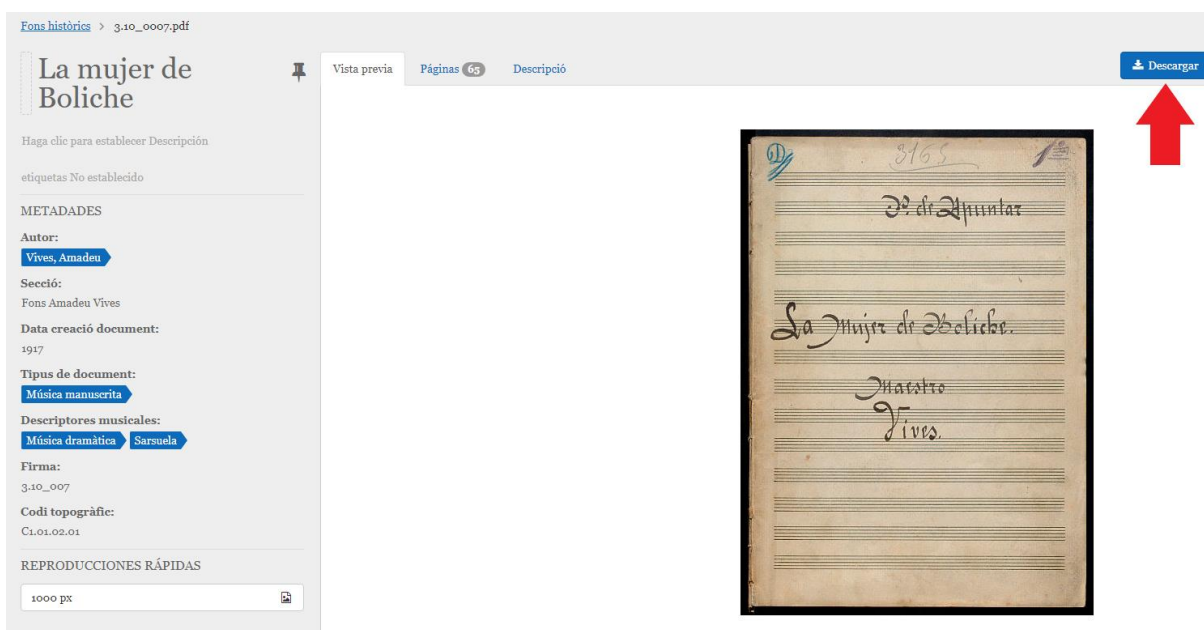 Fons històrics > 3.10_0007.pdf
La mujer de
Boliche
Haga clic para establecer Descripción
etiquetas No establecido
METADADES
Autor:
Vives, Amadeu
Secció:
Fons Amadeu Vives
Data creació document:
1917
Tipus de document:
Música manuscrita
Descriptores musicales:
Música dramàtica Sarsuela
Firma:
3.10_007
Codi topogràfic:
C1.01.02.01
REPRODUCCIONES RÁPIDAS
1000 px
Vista previa Páginas 65 Descripció
Descargar
3165
de Apuntar
La Mujer de Boliche.
Maestro
Vives.